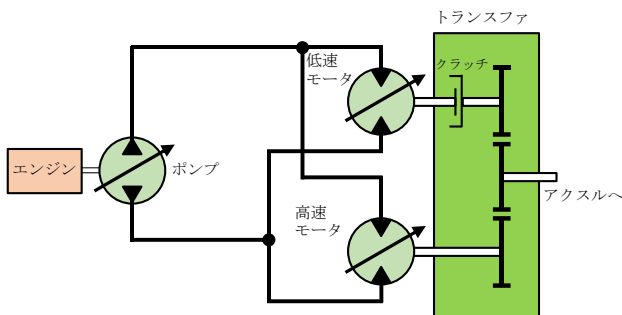 トランスファ
低速
モータ
クラッチ
エンジン
ポンプ
アクスルへ
高速
モータ